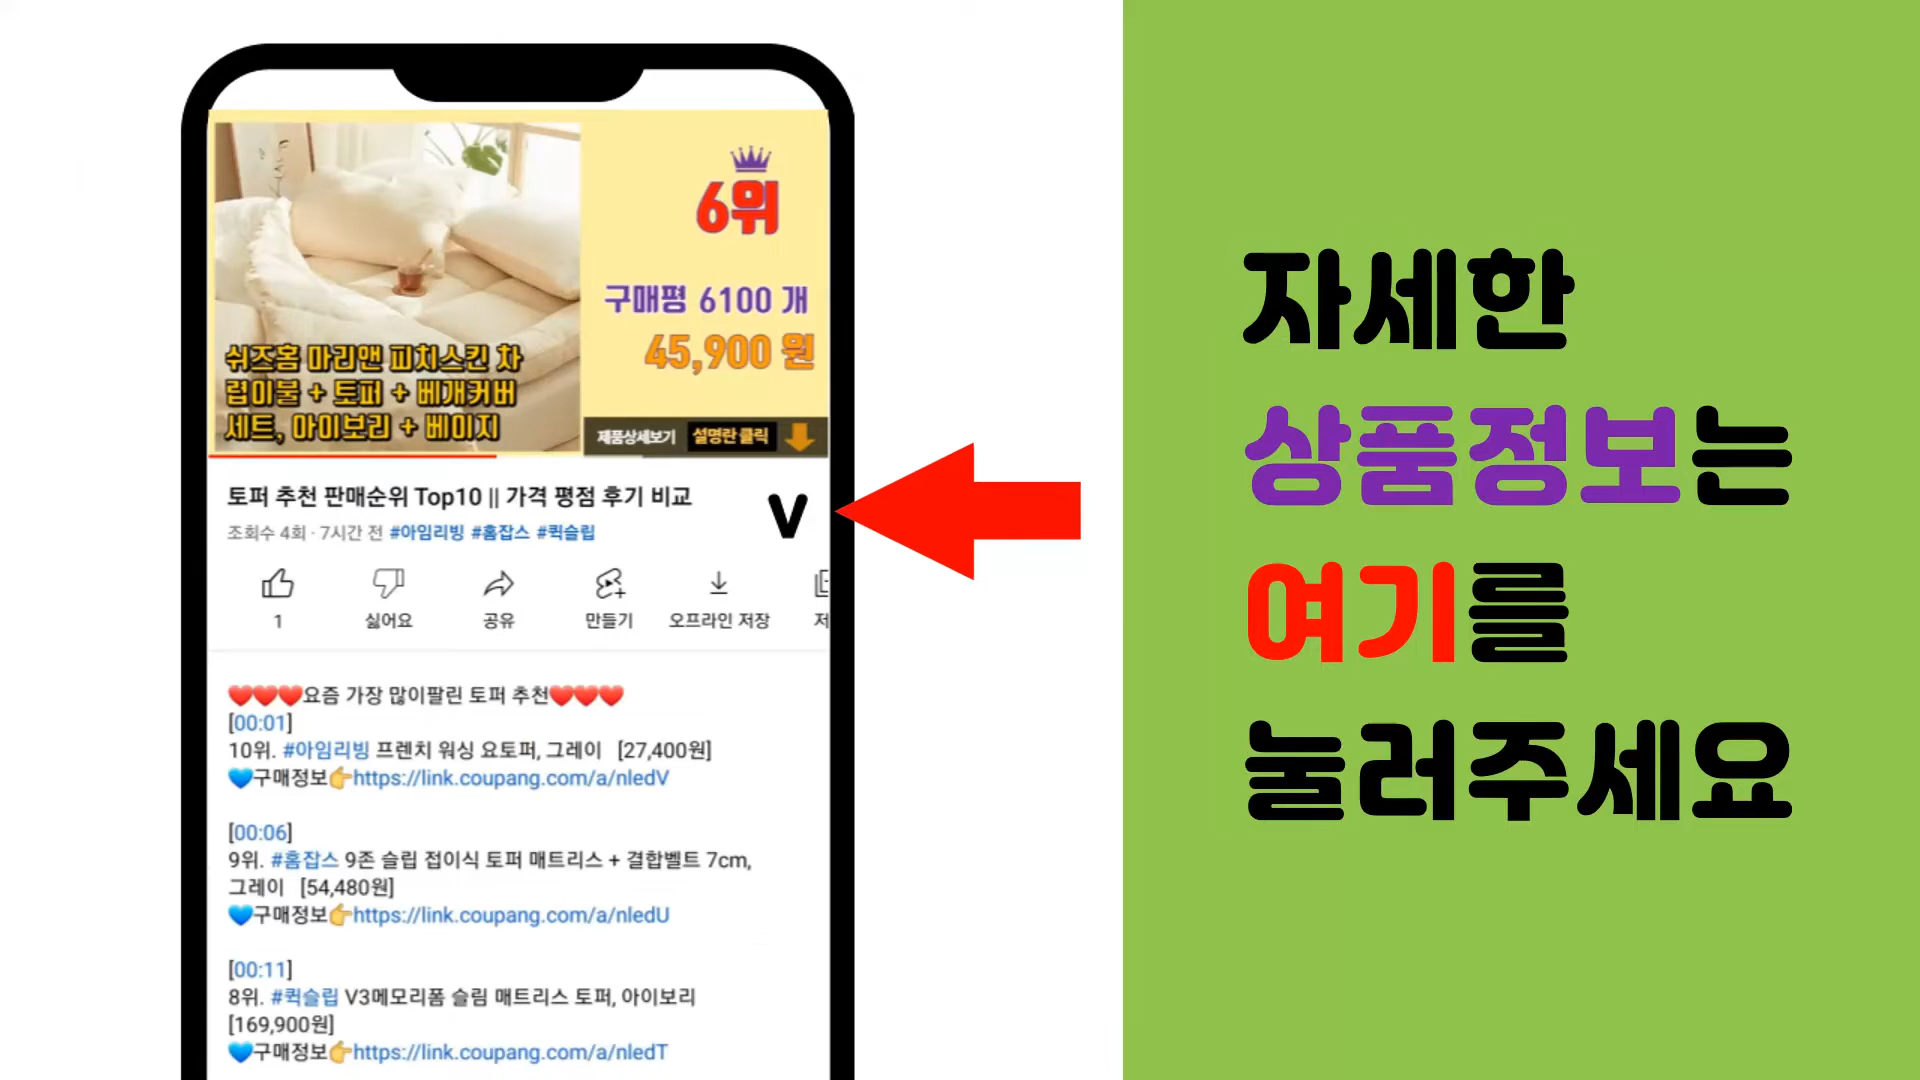 6위
구매평 6100 개
45,900 원
쉬즈홈 마리앤 피치스킨 차
렵이불 + 토퍼 + 베개커버
세트, 아이보리 + 베이지
제품상세보기 설명란 클릭
토퍼 추천 판매순위 Top10 || 가격 평점 후기 비교
V
조회수 4회 · 7시간 전 #아임리빙 #홈잡스 #퀵슬립
1 싫어요 공유 만들기 오프라인 저장 저
❤️❤️❤️요즘 가장 많이팔린 토퍼 추천❤️❤️❤️
[00:01]
10위. #아임리빙 프렌치 워싱 요토퍼, 그레이 [27,400원]
💙구매정보👉https://link.coupang.com/a/nledV
[00:06]
9위. #홈잡스 9존 슬립 접이식 토퍼 매트리스 + 결합벨트 7cm,
그레이 [54,480원]
💙구매정보👉https://link.coupang.com/a/nledU
[00:11]
8위. #퀵슬립 V3메모리폼 슬림 매트리스 토퍼, 아이보리
[169,900원]
💙구매정보👉https://link.coupang.com/a/nledT
자세한
상품정보는
여기를
눌러주세요